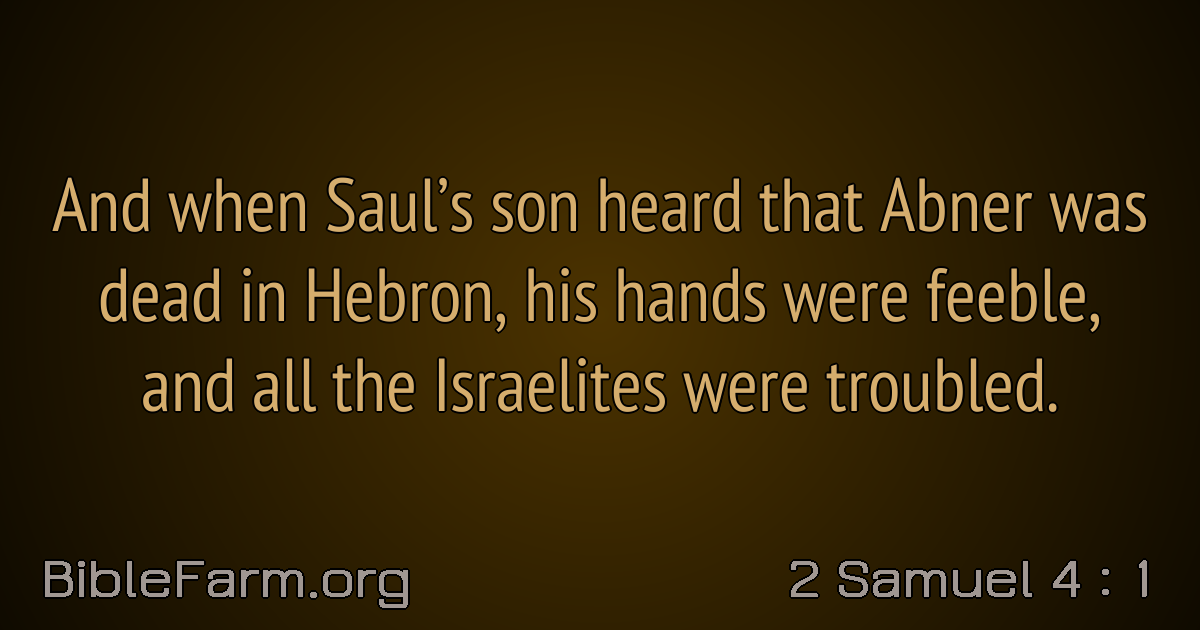 And when Saul’s son heard that Abner was
dead in Hebron, his hands were feeble,
and all the Israelites were troubled.
BibleFarm.org
2 Samuel 4 : 1